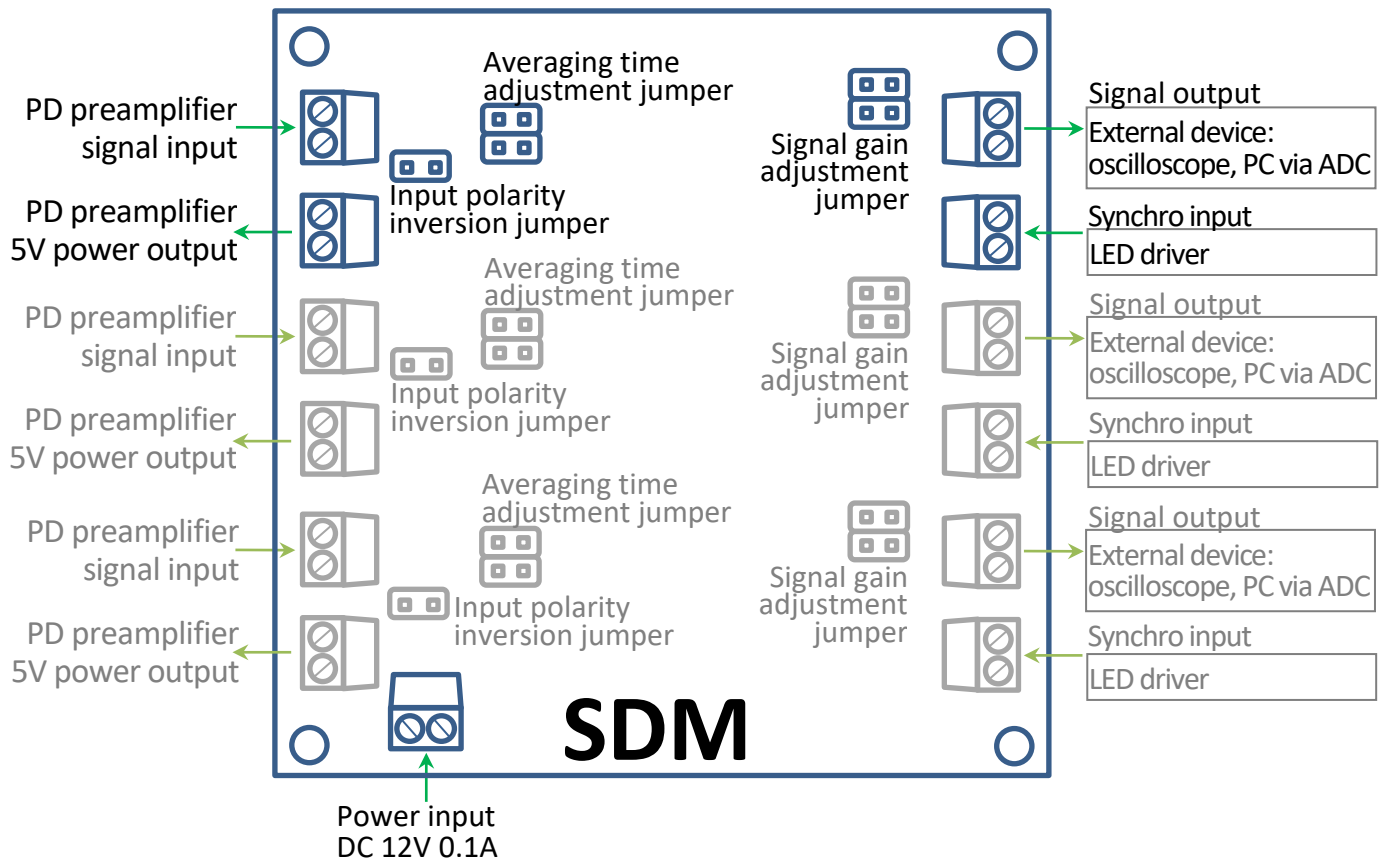 Averaging time
adjustment jumper
PD preamplifier
signal input
Signal output
External device:
oscilloscope, PC via ADC
Signal gain
adjustment
jumper
Input polarity
inversion jumper
PD preamplifier
5V power output
Synchro input
LED driver
Averaging time
adjustment jumper
PD preamplifier
signal input
Signal output
External device:
oscilloscope, PC via ADC
Signal gain
adjustment
jumper
Input polarity
inversion jumper
PD preamplifier
5V power output
Synchro input
LED driver
Averaging time
adjustment jumper
PD preamplifier
signal input
Signal output
External device:
oscilloscope, PC via ADC
Signal gain
adjustment
jumper
Input polarity
inversion jumper
PD preamplifier
5V power output
Synchro input
LED driver
SDM
Power input
DC 12V 0.1A